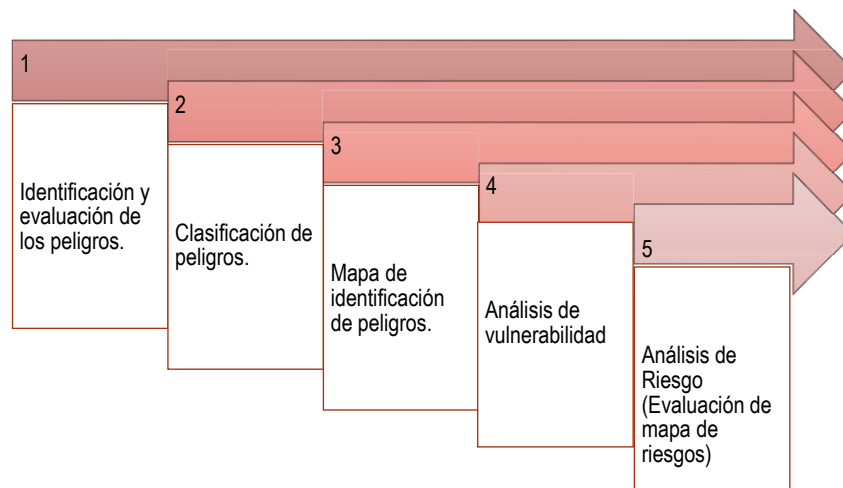 1
Identificación y
evaluación de
los peligros.
2
Clasificación de
peligros.
3
Mapa de
identificación
de peligros.
4
Análisis de
vulnerabilidad
5
Análisis de
Riesgo
(Evaluación de
mapa de
riesgos)